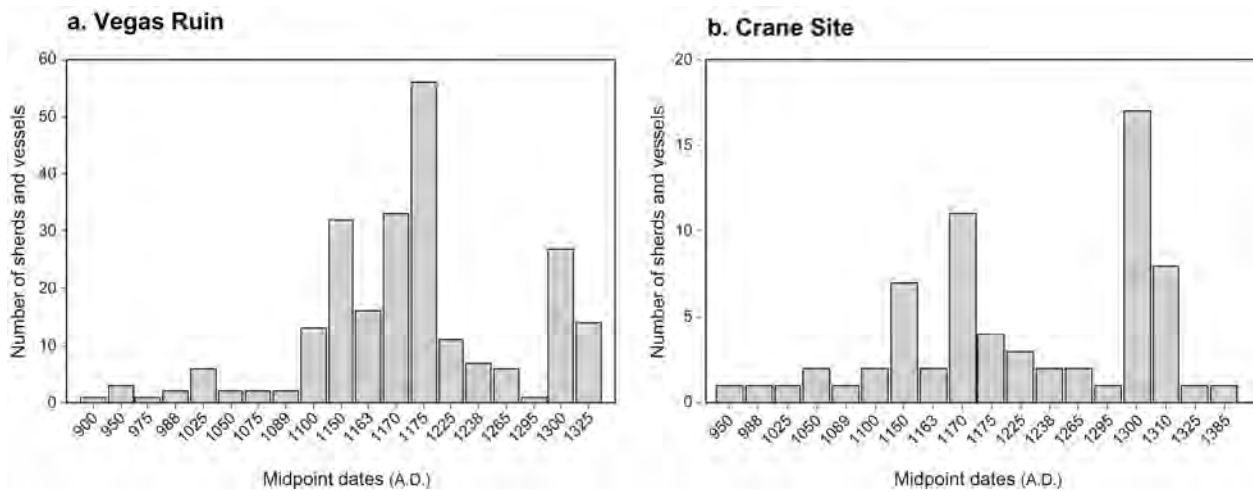 a. Vegas Ruin
60
50
40
30
20
10
0
Number of sherds and vessels
900 950 975 988 1025 1050 1075 1089 1100 1150 1163 1170 1175 1225 1238 1265 1295 1300 1325
Midpoint dates (A.D.)
b. Crane Site
20
15
10
5
0
Number of sherds and vessels
950 988 1025 1050 1089 1100 1150 1163 1170 1175 1225 1238 1265 1295 1300 1310 1325 1385
Midpoint dates (A.D.)